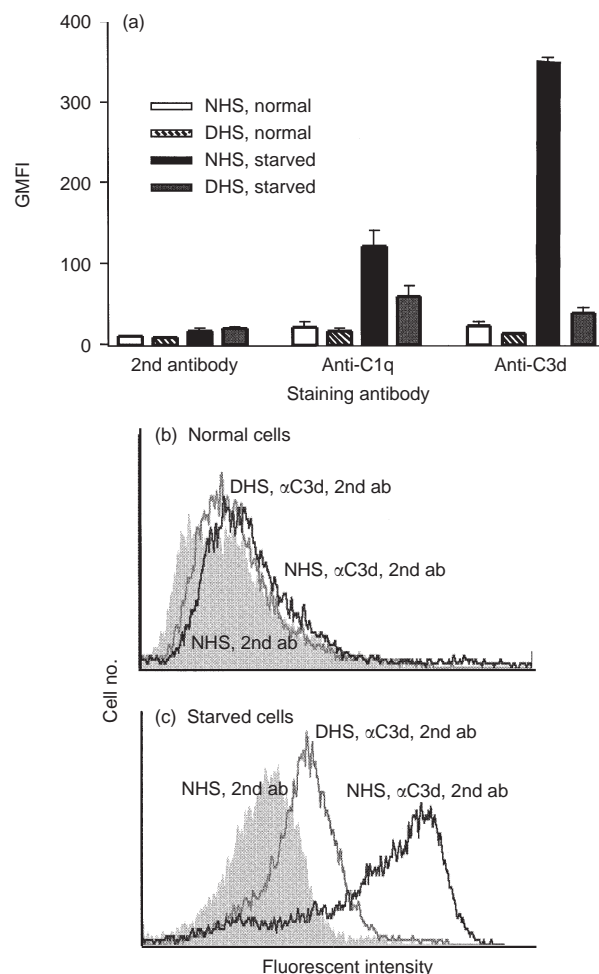 (a)
400
300
200
100
0
GMFI
NHS, normal
DHS, normal
NHS, starved
DHS, starved
2nd antibody
Anti-C1q
Anti-C3d
Staining antibody
(b) Normal cells
DHS, αC3d, 2nd ab
NHS, αC3d, 2nd ab
NHS, 2nd ab
Cell no.
(c) Starved cells
DHS, αC3d, 2nd ab
NHS, 2nd ab
NHS, αC3d, 2nd ab
Fluorescent intensity